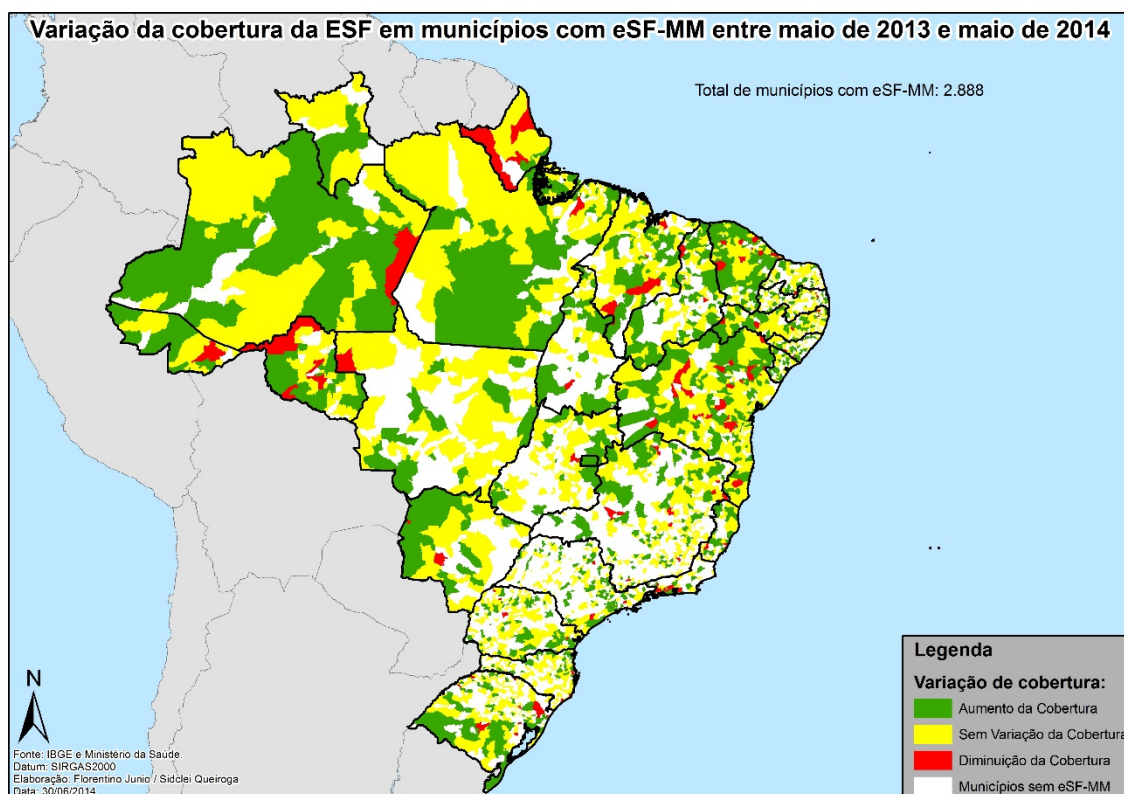 Variação da cobertura da ESF em municípios com eSF-MM entre maio de 2013 e maio de 2014
Total de municípios com eSF-MM: 2.888
N
Fonte: IBGE e Ministério da Saúde.
Datum: SIRGAS2000
Elaboração: Florentino Junio / Sidclei Queiroga
Data: 30/06/2014
Legenda
Variação de cobertura:
Aumento da Cobertura
Sem Variação da Cobertura
Diminuição da Cobertura
Municípios sem eSF-MM